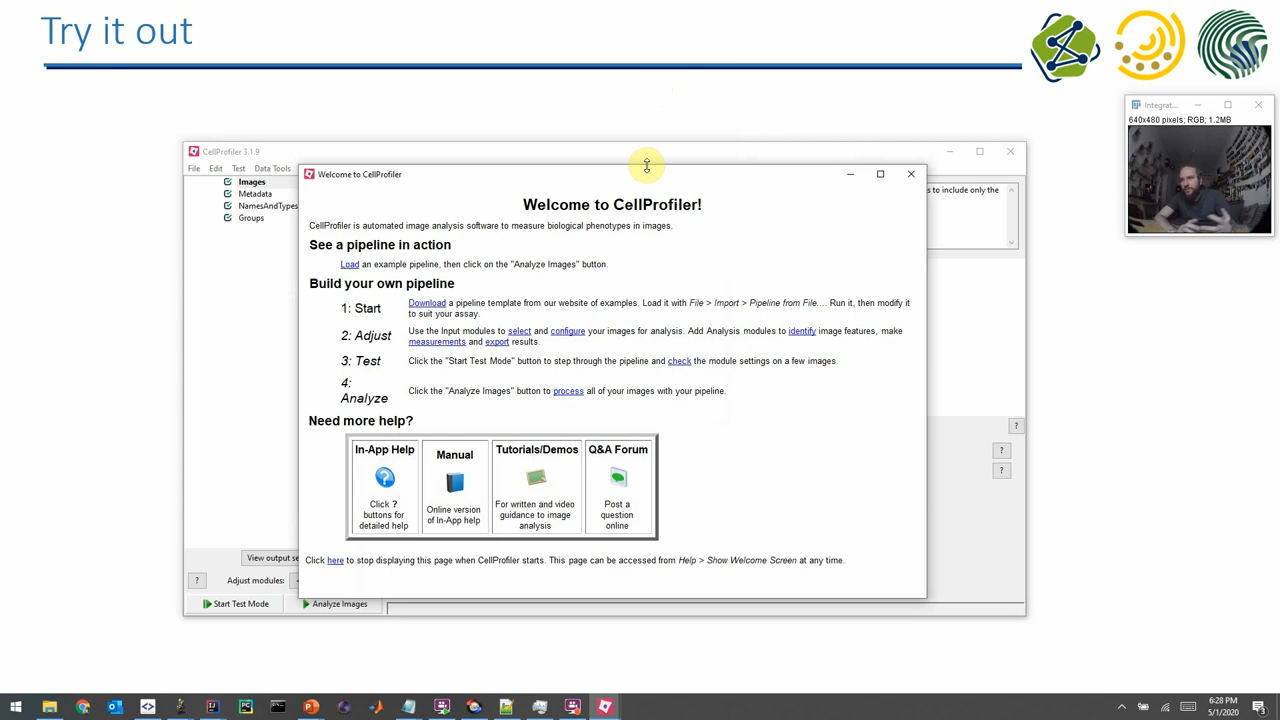 Try it out
Integrat...
640x480 pixels; RGB; 1.2MB
CellProfiler 3.1.9
File Edit Test Data Tools
Images
Metadata
NamesAndTypes
Groups
s to include only the
Welcome to CellProfiler
Welcome to CellProfiler!
CellProfiler is automated image analysis software to measure biological phenotypes in images.
See a pipeline in action
Load an example pipeline, then click on the "Analyze Images" button.
Build your own pipeline
1: Start
Download a pipeline template from our website of examples. Load it with File > Import > Pipeline from File.... Run it, then modify it
to suit your assay.
2: Adjust
Use the Input modules to select and configure your images for analysis. Add Analysis modules to identify image features, make
measurements and export results.
3: Test
Click the "Start Test Mode" button to step through the pipeline and check the module settings on a few images.
4:
Analyze
Click the "Analyze Images" button to process all of your images with your pipeline.
Need more help?
In-App Help
Click ?
buttons for
detailed help
Manual
Online version
of In-App help
Tutorials/Demos
For written and video
guidance to image
analysis
Q&A Forum
Post a
question
online
Click here to stop displaying this page when CellProfiler starts. This page can be accessed from Help > Show Welcome Screen at any time.
?
?
?
View output se
? Adjust modules:
Start Test Mode
Analyze Images
6:28 PM
5/1/2020